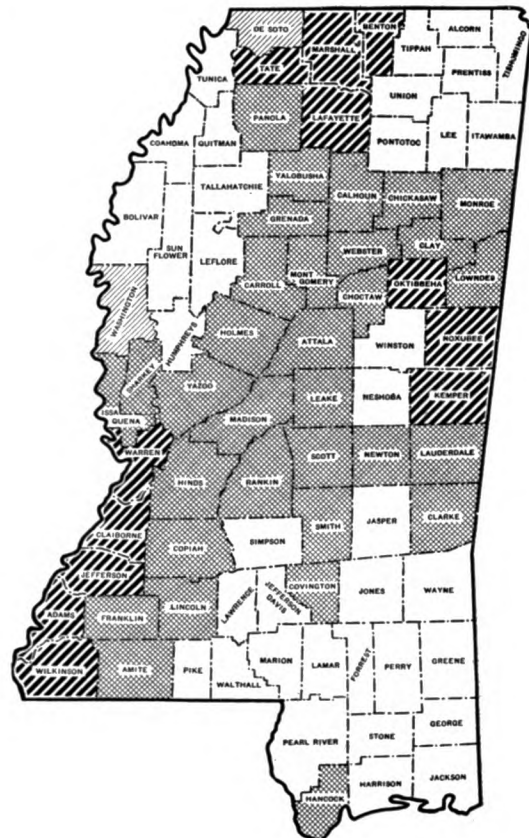 DE SOTO
BENTON
ALCORN
TISHOMINGO
MARSHALL
TIPPAH
TATE
PRENTISS
TUNICA
UNION
PANOLA
LAFAYETTE
LEE
ITAWAMBA
PONTOTOC
COAHOMA
QUITMAN
YALOBUSHA
TALLAHATCHIE
CALHOUN
CHICKASAW
MONROE
BOLIVAR
GRENADA
SUN
FLOWER
LEFLORE
WEBSTER
CLAY
LOWNDES
CARROLL
MONT
GOMERY
OKTIBBEHA
CHOCTAW
WASHINGTON
HUMPHREYS
HOLMES
ATTALA
WINSTON
NOXUBEE
SHARKEY
YAZOO
ISSA
QUENA
LEAKE
NESHOBA
KEMPER
MADISON
WARREN
SCOTT
NEWTON
LAUDERDALE
HINDS
RANKIN
CLAIBORNE
SMITH
JASPER
CLARKE
COPIAH
SIMPSON
JEFFERSON
COVINGTON
JEFFERSON
DAVIS
JONES
WAYNE
ADAMS
FRANKLIN
LINCOLN
LAWRENCE
WILKINSON
AMITE
PIKE
WALTHALL
MARION
LAMAR
FORREST
PERRY
GREENE
PEARL RIVER
STONE
GEORGE
HANCOCK
HARRISON
JACKSON